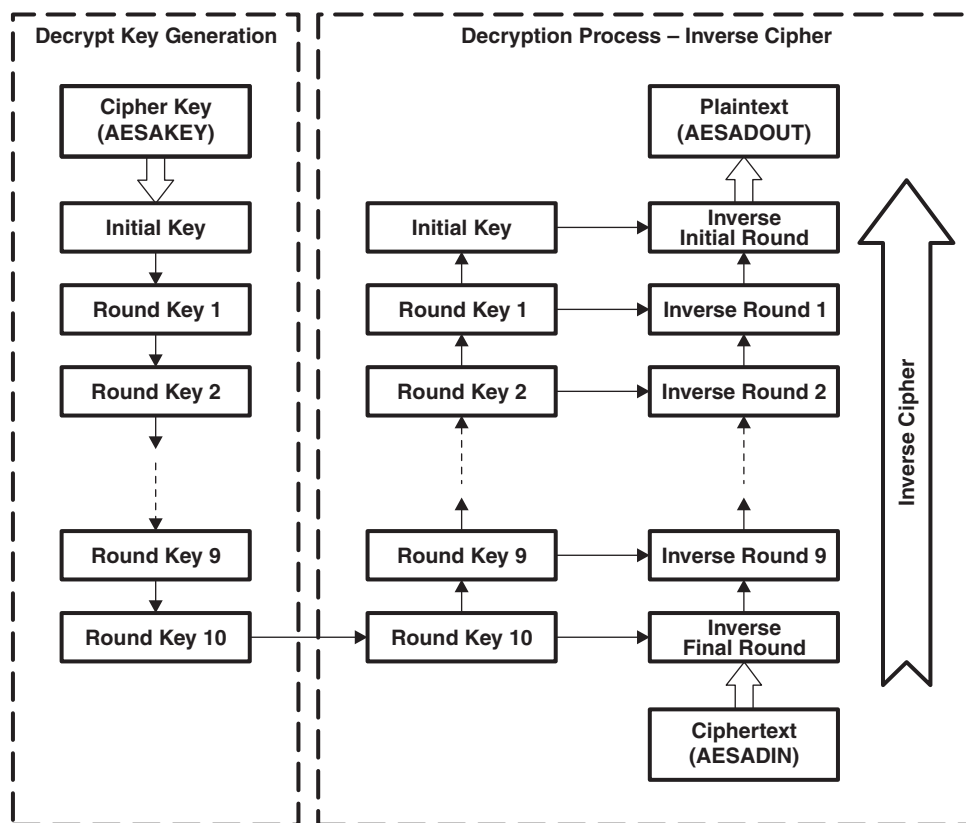 Decrypt Key Generation
Cipher Key
(AESAKEY)
Initial Key
Round Key 1
Round Key 2
Round Key 9
Round Key 10
Decryption Process – Inverse Cipher
Plaintext
(AESADOUT)
Initial Key
Inverse
Initial Round
Round Key 1
Inverse Round 1
Round Key 2
Inverse Round 2
Round Key 9
Inverse Round 9
Round Key 10
Inverse
Final Round
Ciphertext
(AESADIN)
Inverse Cipher